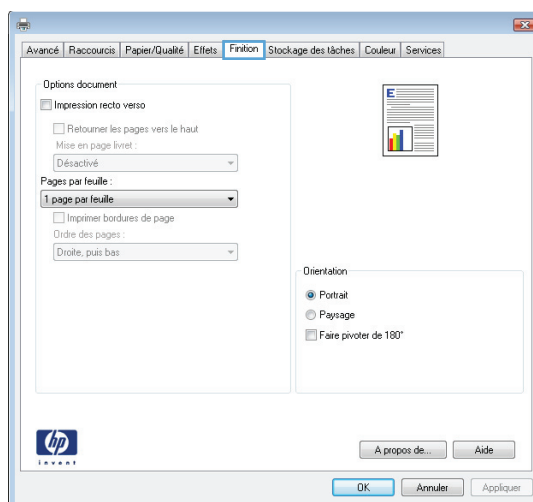 Avancé Raccourcis Papier/Qualité Effets Finition Stockage des tâches Couleur Services
Options document
Impression recto verso
Retourner les pages vers le haut
Mise en page livret :
Désactivé
Pages par feuille :
1 page par feuille
Imprimer bordures de page
Ordre des pages :
Droite, puis bas
E
Orientation
Portrait
Paysage
Faire pivoter de 180°
hp
invent
A propos de... Aide
OK Annuler Appliquer